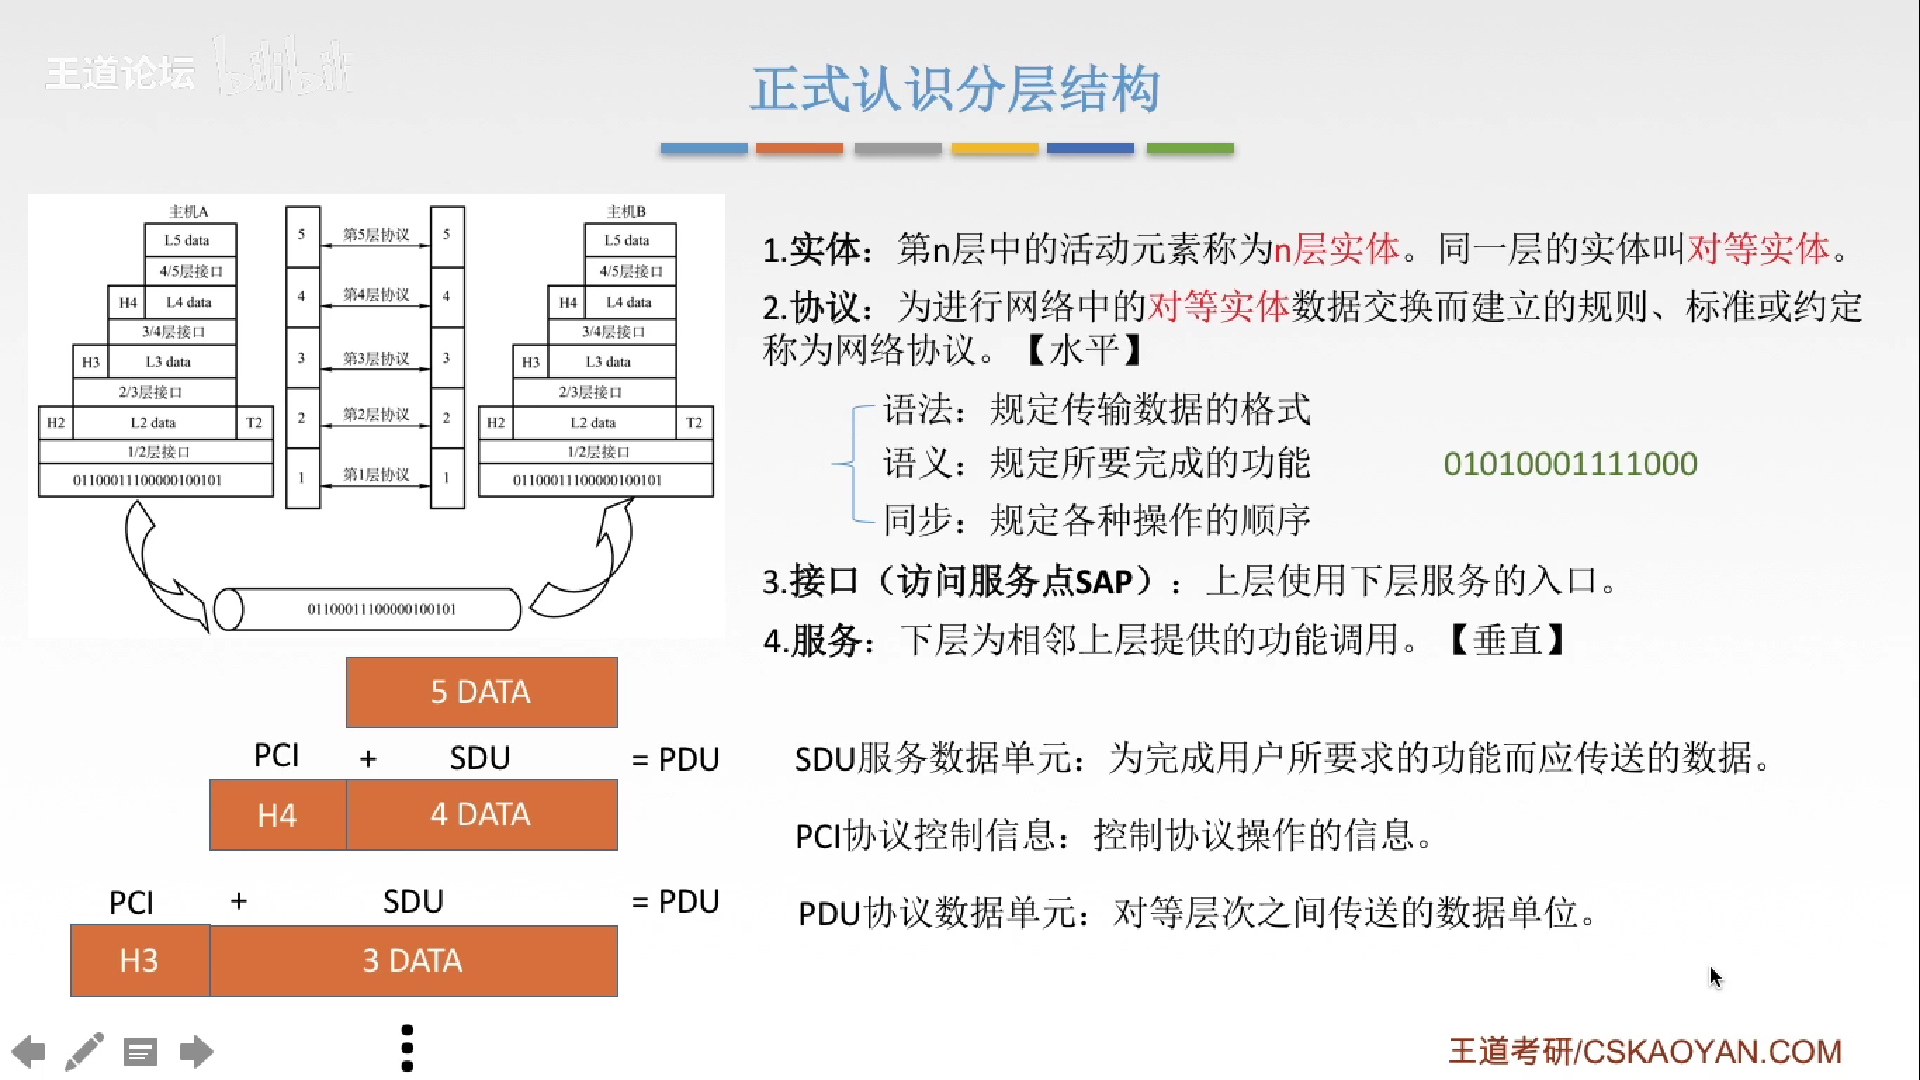 王道论坛 bilibili
正式认识分层结构
主机A
L5 data
4/5层接口
H4 L4 data
3/4层接口
H3 L3 data
2/3层接口
H2 L2 data T2
1/2层接口
01100011100000100101
5 第5层协议 5
4 第4层协议 4
3 第3层协议 3
2 第2层协议 2
1 第1层协议 1
主机B
L5 data
4/5层接口
H4 L4 data
3/4层接口
H3 L3 data
2/3层接口
H2 L2 data T2
1/2层接口
01100011100000100101
01100011100000100101
1.实体：第n层中的活动元素称为n层实体。同一层的实体叫对等实体。
2.协议：为进行网络中的对等实体数据交换而建立的规则、标准或约定
称为网络协议。【水平】
语法：规定传输数据的格式
语义：规定所要完成的功能 01010001111000
同步：规定各种操作的顺序
3.接口（访问服务点SAP）：上层使用下层服务的入口。
4.服务：下层为相邻上层提供的功能调用。【垂直】
5 DATA
PCI + SDU = PDU
H4 4 DATA
PCI + SDU = PDU
H3 3 DATA
SDU服务数据单元：为完成用户所要求的功能而应传送的数据。
PCI协议控制信息：控制协议操作的信息。
PDU协议数据单元：对等层次之间传送的数据单位。
王道考研/CSKAOYAN.COM